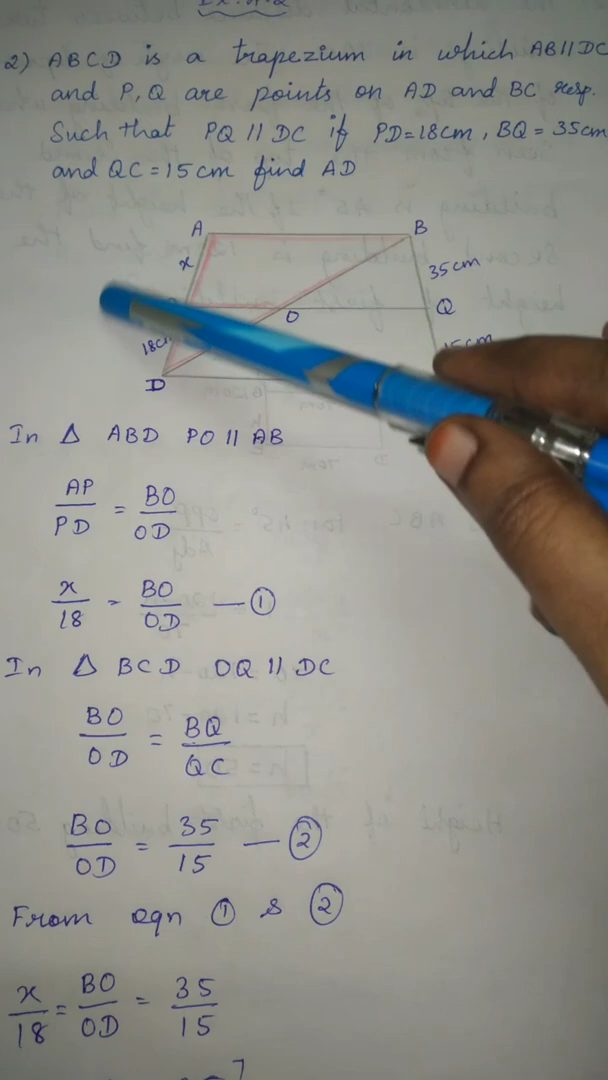 2) ABCD is a trapezium in which AB∥DC
and P,Q are points on AD and BC resp.
Such that PQ ∥ DC if PD=18cm, BQ = 35cm
and QC = 15cm find AD
A B
x 35cm
O Q
18c 15cm
D
In Δ ABD PO ∥ AB
AP/PD = BO/OD
x/18 = BO/OD — ①
In Δ BCD OQ ∥ DC
BO/OD = BQ/QC
BO/OD = 35/15 — ②
From eqn ① & ②
x/18 = BO/OD = 35/15
7